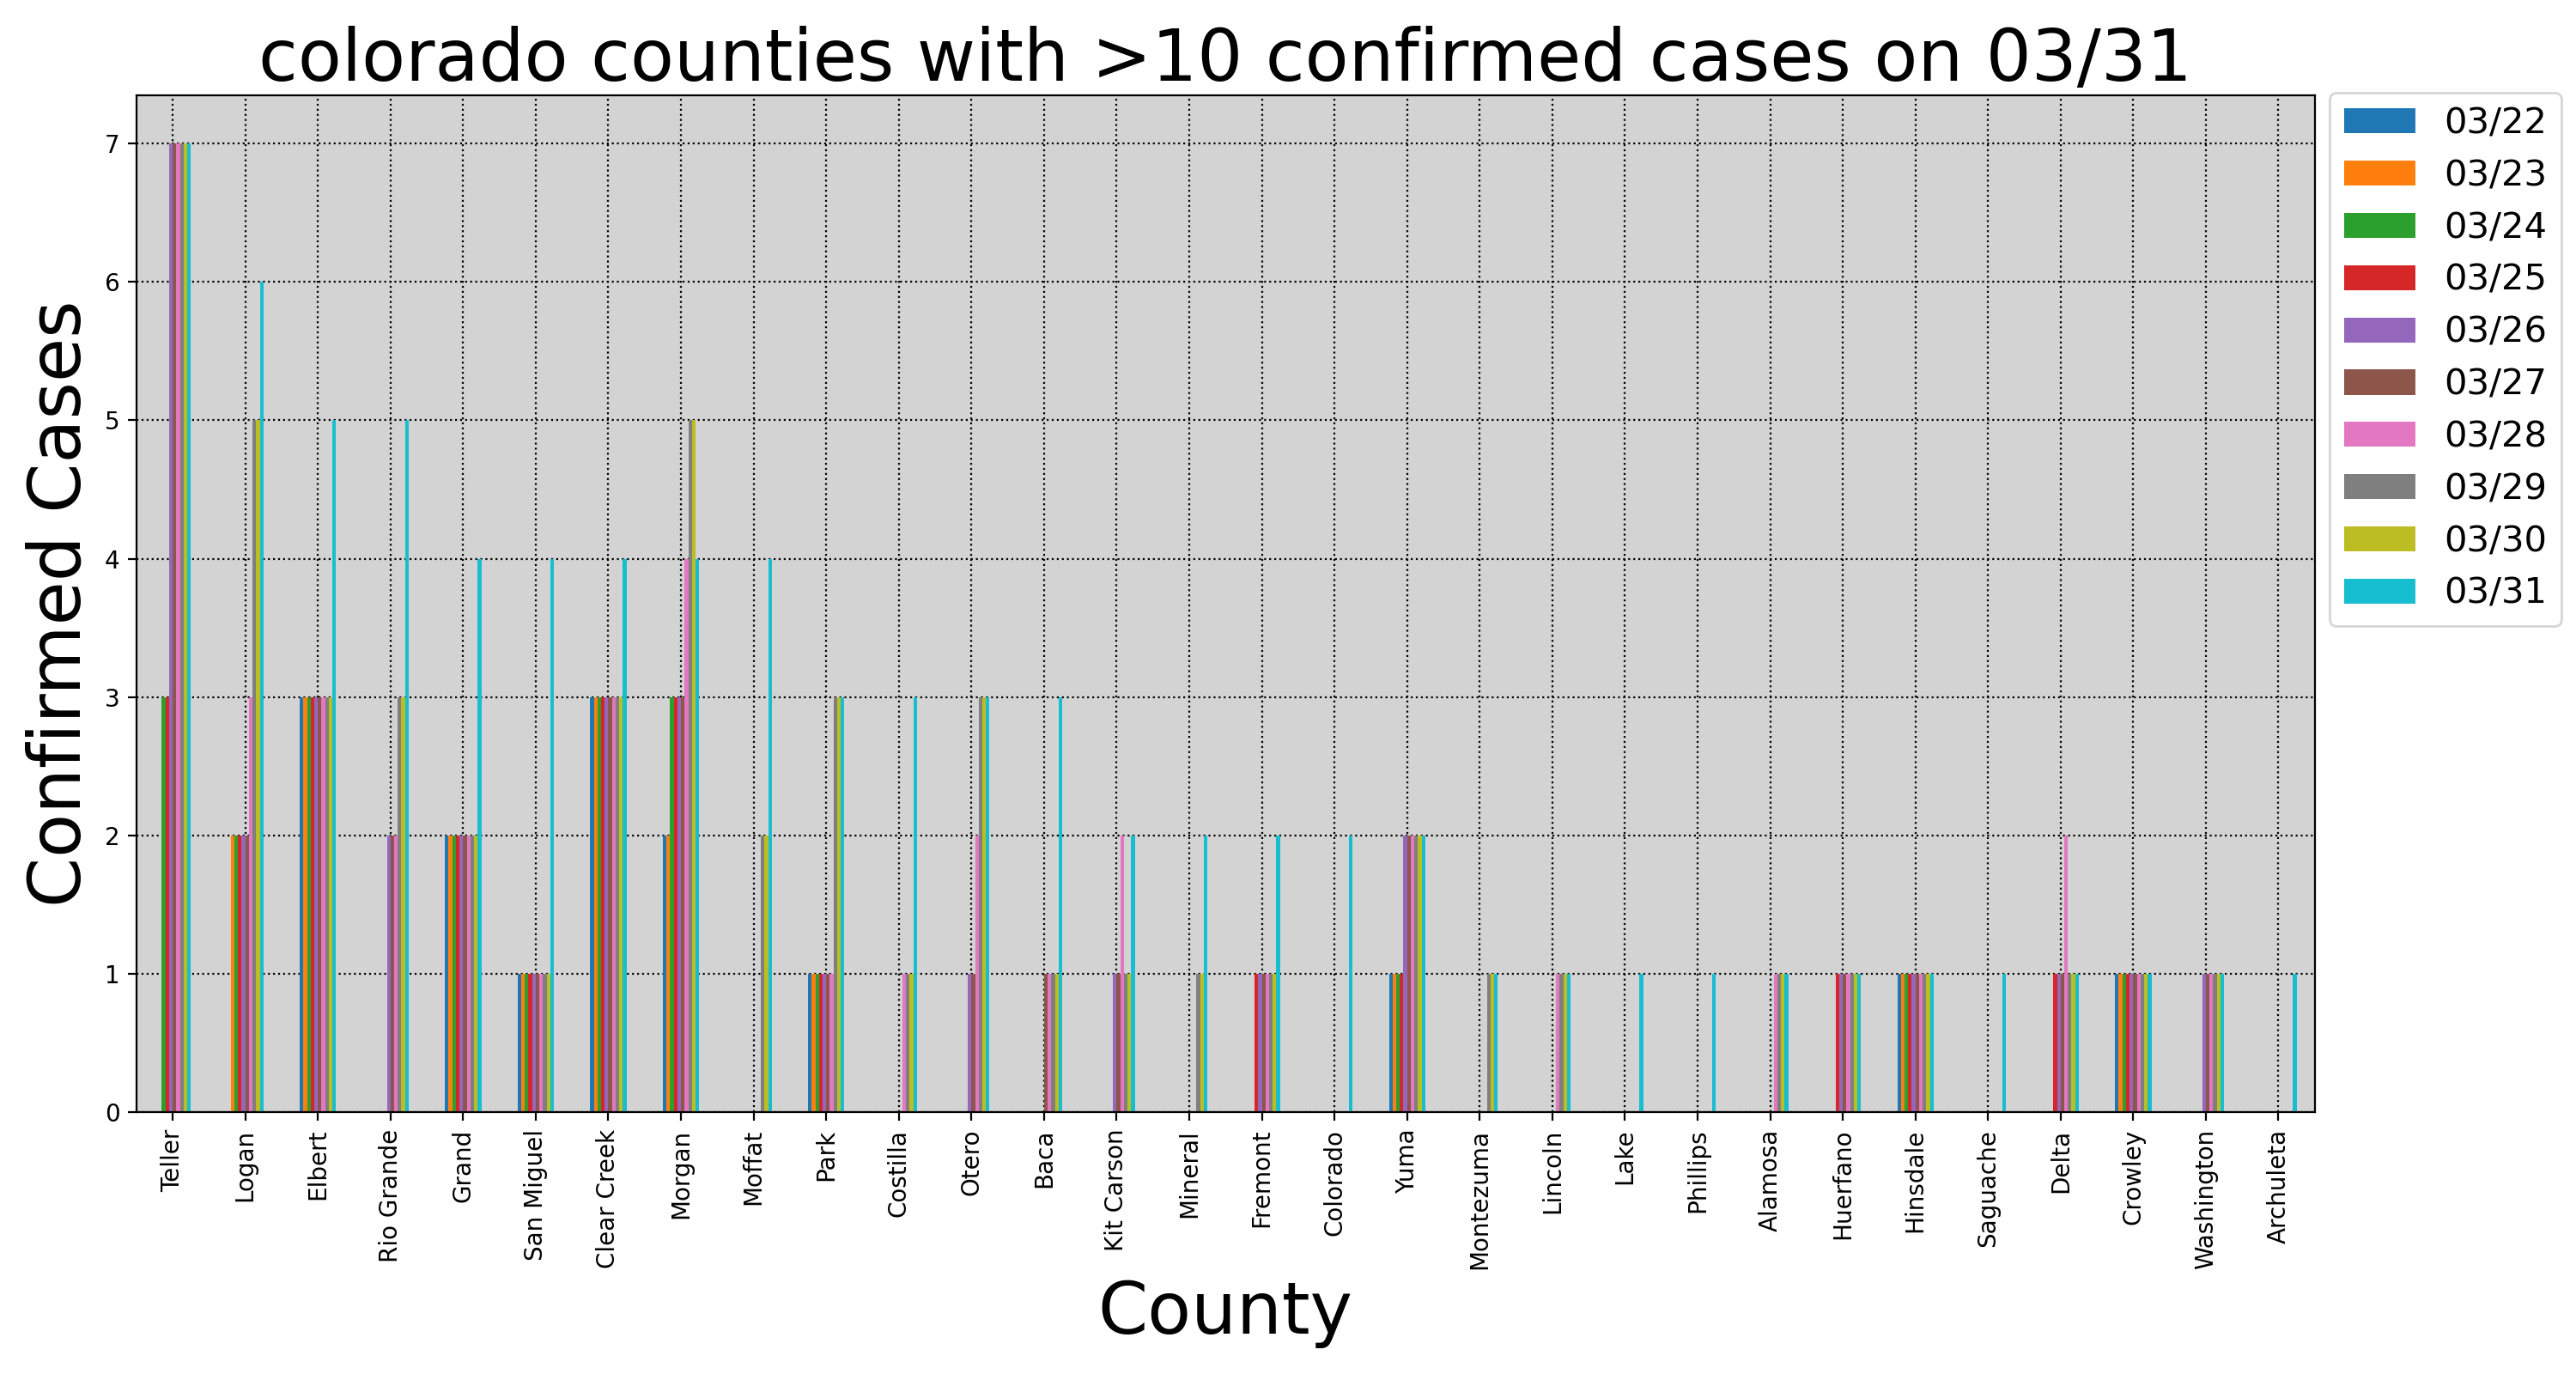 colorado counties with >10 confirmed cases on 03/31
Confirmed Cases
7
6
5
4
3
2
1
0
Teller
Logan
Elbert
Rio Grande
Grand
San Miguel
Clear Creek
Morgan
Moffat
Park
Costilla
Otero
Baca
Kit Carson
Mineral
Fremont
Colorado
Yuma
Montezuma
Lincoln
Lake
Phillips
Alamosa
Huerfano
Hinsdale
Saguache
Delta
Crowley
Washington
Archuleta
County
03/22
03/23
03/24
03/25
03/26
03/27
03/28
03/29
03/30
03/31